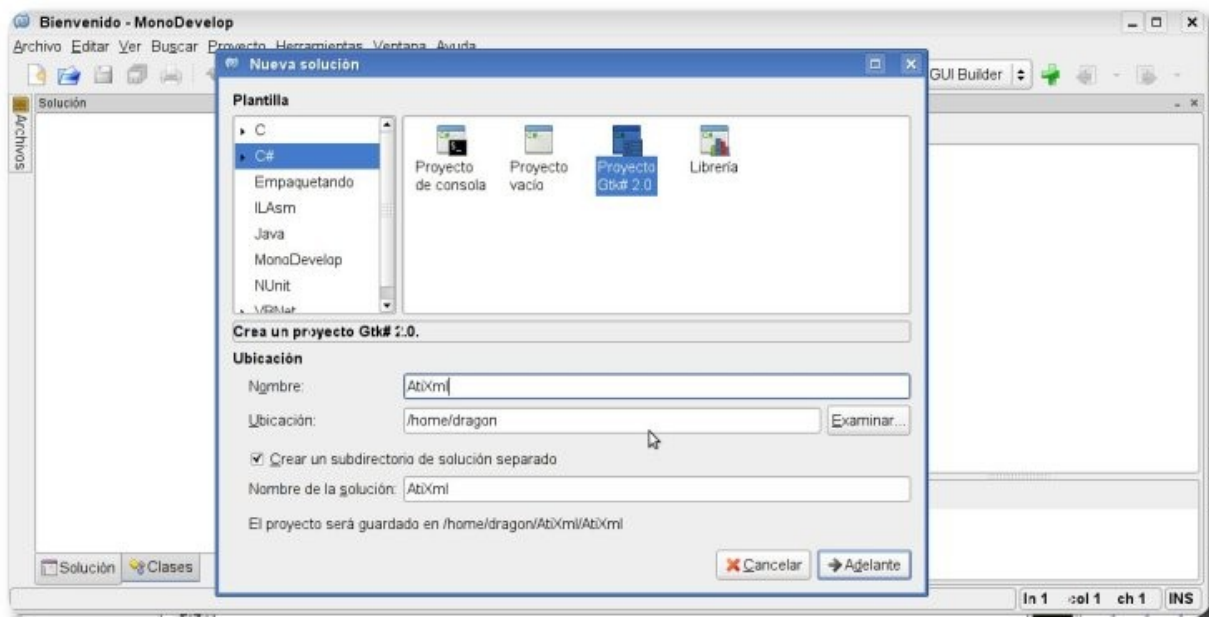 Bienvenido - MonoDevelop
Archivo Editar Ver Buscar Proyecto Herramientas Ventana Ayuda
Nueva solución
GUI Builder
Solución
Archivos
Plantilla
C
C#
Empaquetando
ILAsm
Java
MonoDevelop
NUnit
VBNet
Proyecto de consola
Proyecto vacío
Proyecto Gtk# 2.0
Librería
Crea un proyecto Gtk# 2.0.
Ubicación
Nombre: AtiXml
Ubicación: /home/dragon Examinar...
Crear un subdirectorio de solución separado
Nombre de la solución: AtiXml
El proyecto será guardado en /home/dragon/AtiXml/AtiXml
Cancelar Adelante
Solución Clases
ln 1 col 1 ch 1 INS